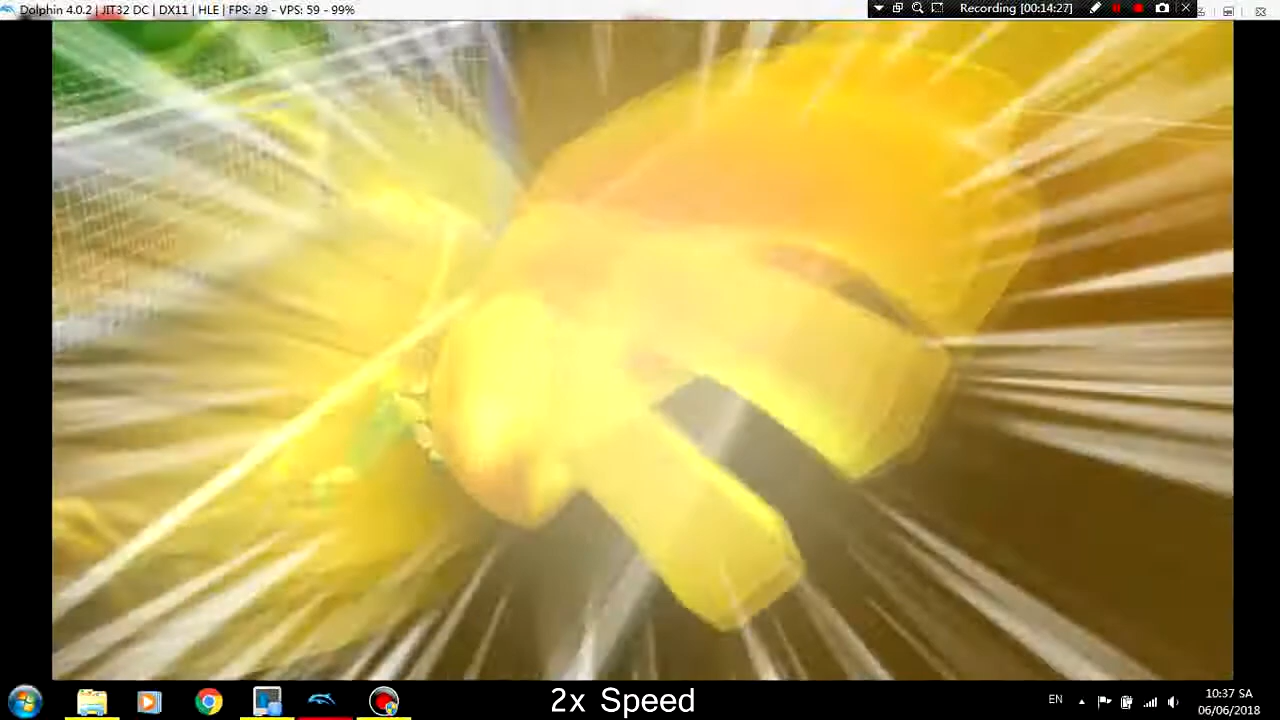 Dolphin 4.0.2 | JIT32 DC | DX11 | HLE | FPS: 29 - VPS: 59 - 99%
Recording [00:14:27]
2x Speed
EN
10:37 SA
06/06/2018